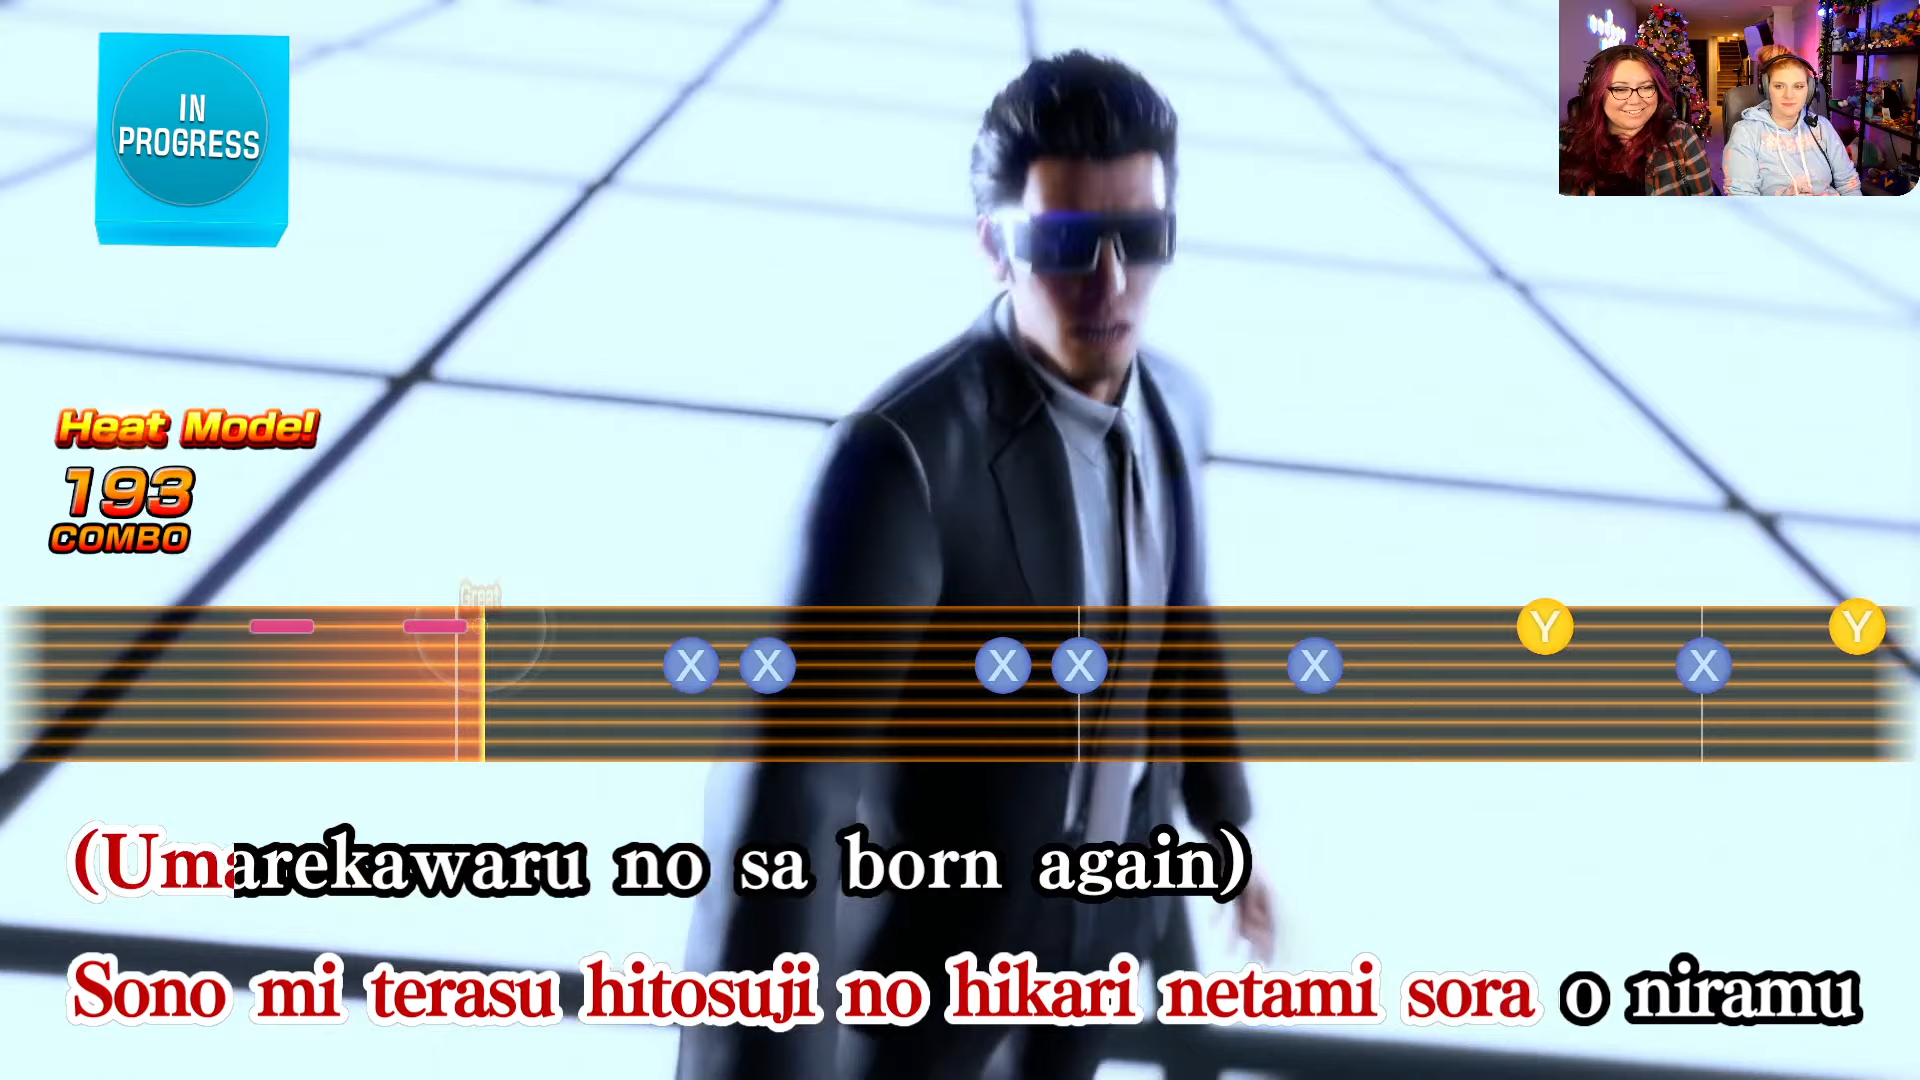 IN
PROGRESS
Heat Mode!
193
COMBO
Great
X X X X X Y X Y
(Umarekawaru no sa born again)
Sono mi terasu hitosuji no hikari netami sora o niramu